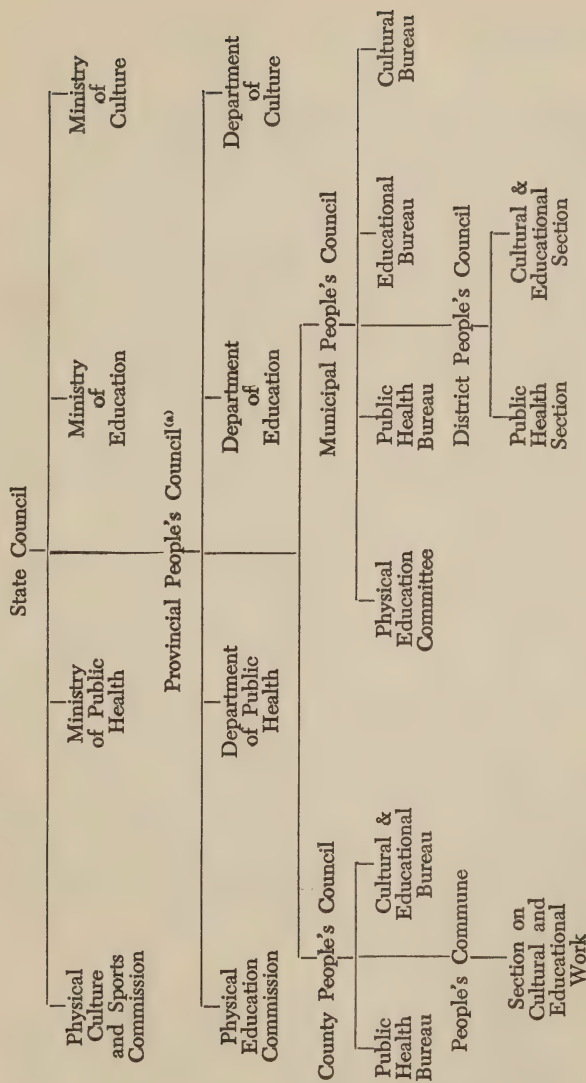 State Council
Physical
Culture
and Sports
Commission
Ministry
of Public
Health
Ministry
of
Education
Ministry
of
Culture
Provincial People's Council(a)
Physical
Education
Commission
Department
of Public
Health
Department
of
Education
Department
of
Culture
County People's Council
Public
Health
Bureau
Cultural &
Educational
Bureau
People's Commune
Section on
Cultural and
Educational
Work
Municipal People's Council
Physical
Education
Committee
Public
Health
Bureau
Educational
Bureau
Cultural
Bureau
District People's Council
Public
Health
Section
Cultural &
Educational
Section